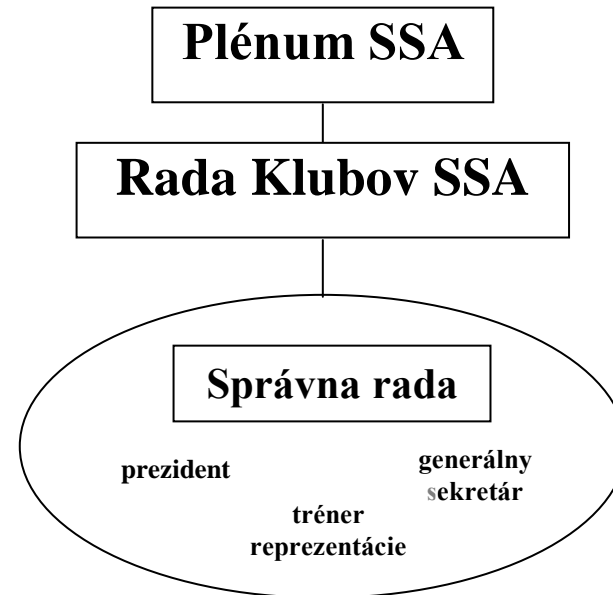 Plénum SSA
Rada Klubov SSA
Správna rada
prezident
generálny
sekretár
tréner
reprezentácie